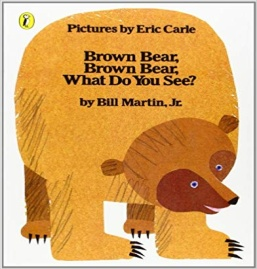 Pictures by Eric Carle
Brown Bear,
Brown Bear,
What Do You See?
by Bill Martin, Jr.